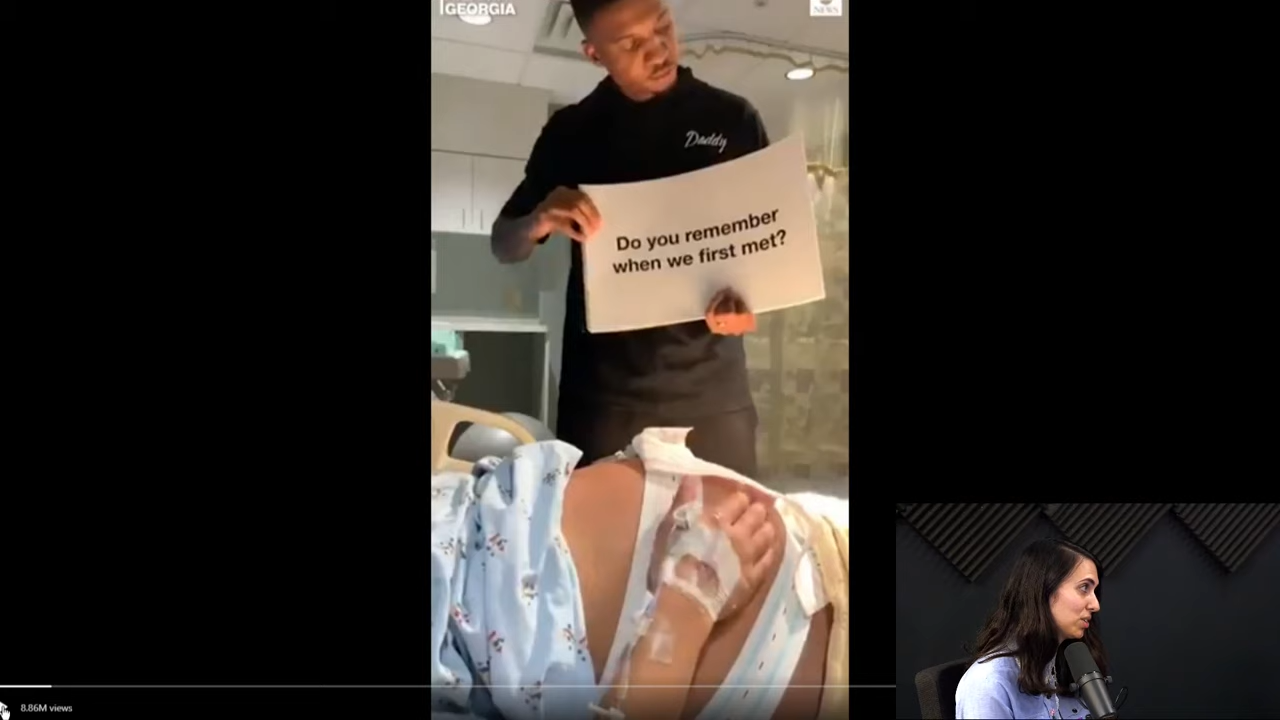 GEORGIA
NEWS
Daddy
Do you remember
when we first met?
8.86M views